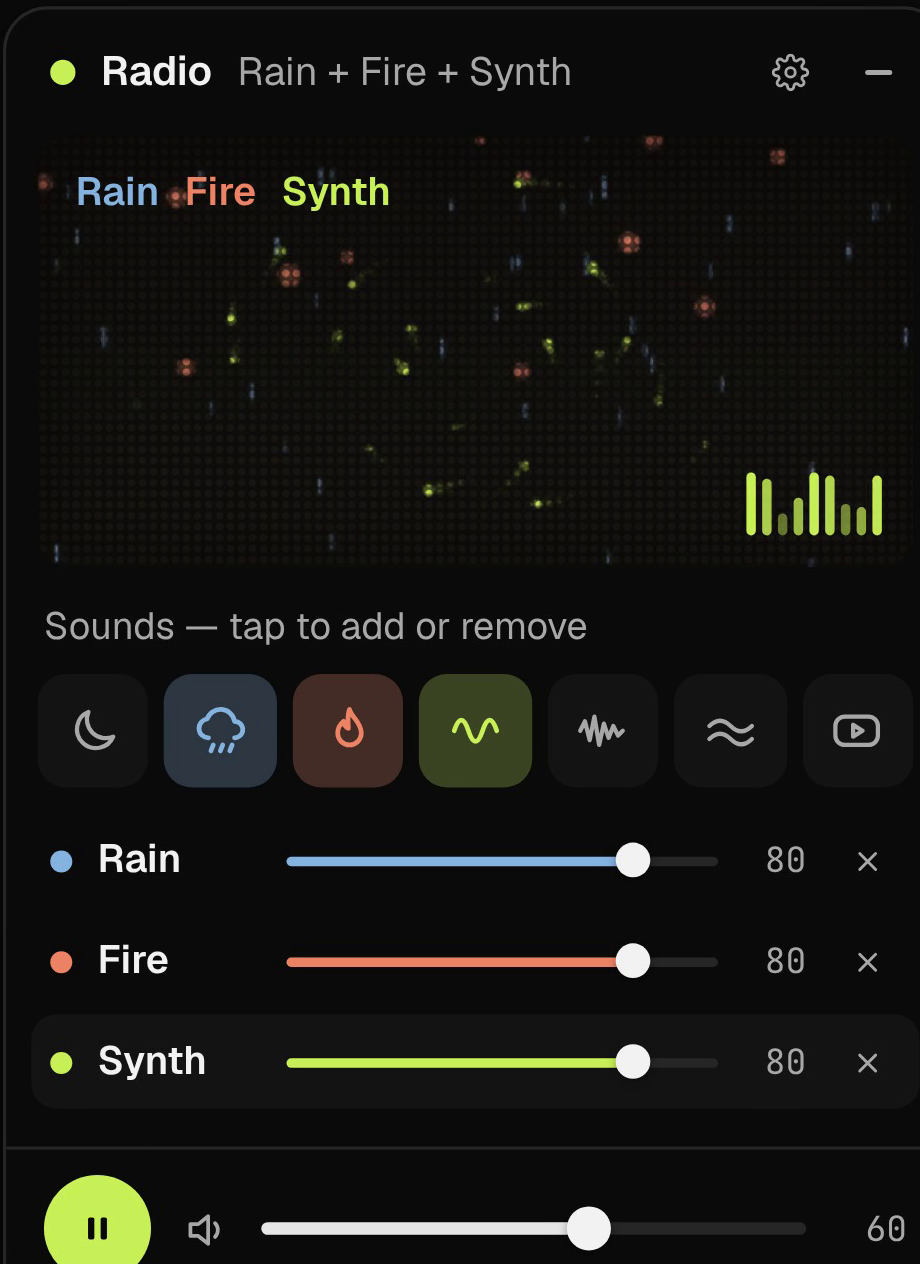 Radio Rain + Fire + Synth
Rain Fire Synth
Sounds — tap to add or remove
Rain 80 ×
Fire 80 ×
Synth 80 ×
60